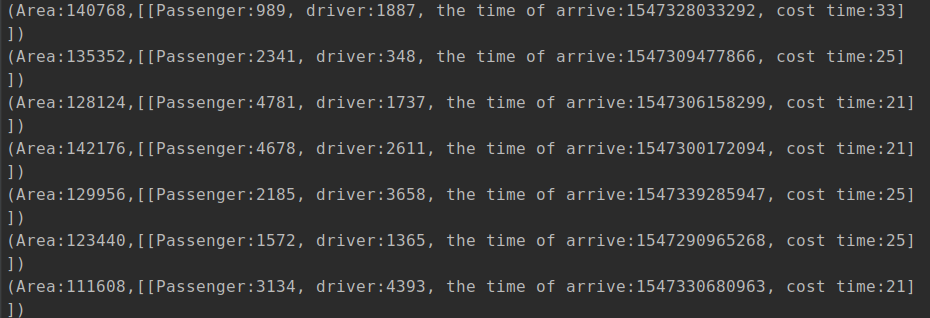 (Area:140768,[[Passenger:989, driver:1887, the time of arrive:1547328033292, cost time:33]
])
(Area:135352,[[Passenger:2341, driver:348, the time of arrive:1547309477866, cost time:25]
])
(Area:128124,[[Passenger:4781, driver:1737, the time of arrive:1547306158299, cost time:21]
])
(Area:142176,[[Passenger:4678, driver:2611, the time of arrive:1547300172094, cost time:21]
])
(Area:129956,[[Passenger:2185, driver:3658, the time of arrive:1547339285947, cost time:25]
])
(Area:123440,[[Passenger:1572, driver:1365, the time of arrive:1547290965268, cost time:25]
])
(Area:111608,[[Passenger:3134, driver:4393, the time of arrive:1547330680963, cost time:21]
])